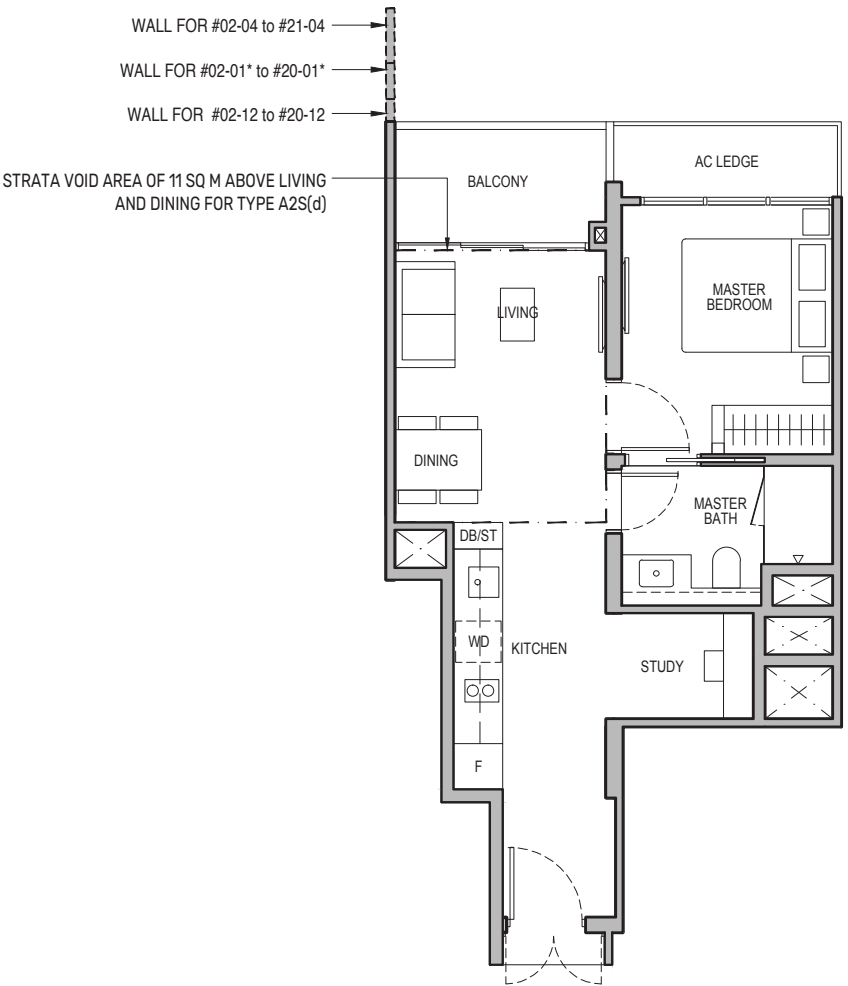 WALL FOR #02-04 to #21-04
WALL FOR #02-01* to #20-01*
WALL FOR #02-12 to #20-12
STRATA VOID AREA OF 11 SQ M ABOVE LIVING
AND DINING FOR TYPE A2S(d)
BALCONY
AC LEDGE
LIVING
MASTER
BEDROOM
DINING
MASTER
BATH
DB/ST
WD
KITCHEN
STUDY
F